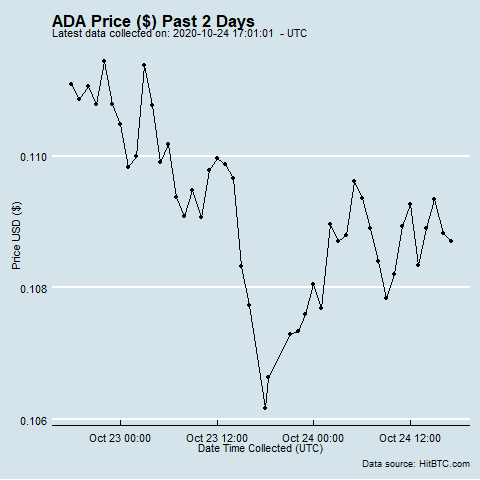 ADA Price ($) Past 2 Days
Latest data collected on: 2020-10-24 17:01:01 - UTC
0.110
0.108
0.106
Price USD ($)
Oct 23 00:00 Oct 23 12:00 Oct 24 00:00 Oct 24 12:00
Date Time Collected (UTC)
Data source: HitBTC.com